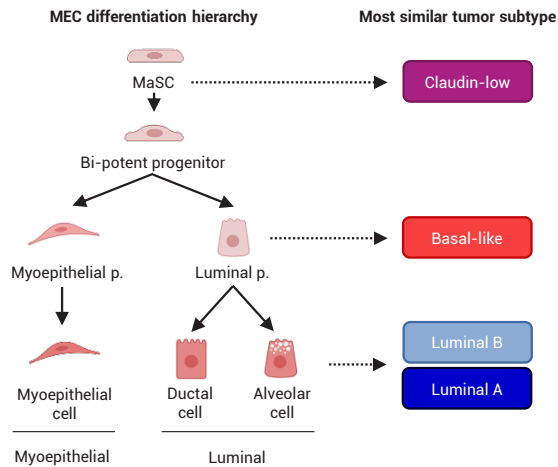 MEC differentiation hierarchy
Most similar tumor subtype
MaSC
Claudin-low
Bi-potent progenitor
Myoepithelial p.
Luminal p.
Basal-like
Luminal B
Luminal A
Myoepithelial
cell
Ductal
cell
Alveolar
cell
Myoepithelial
Luminal